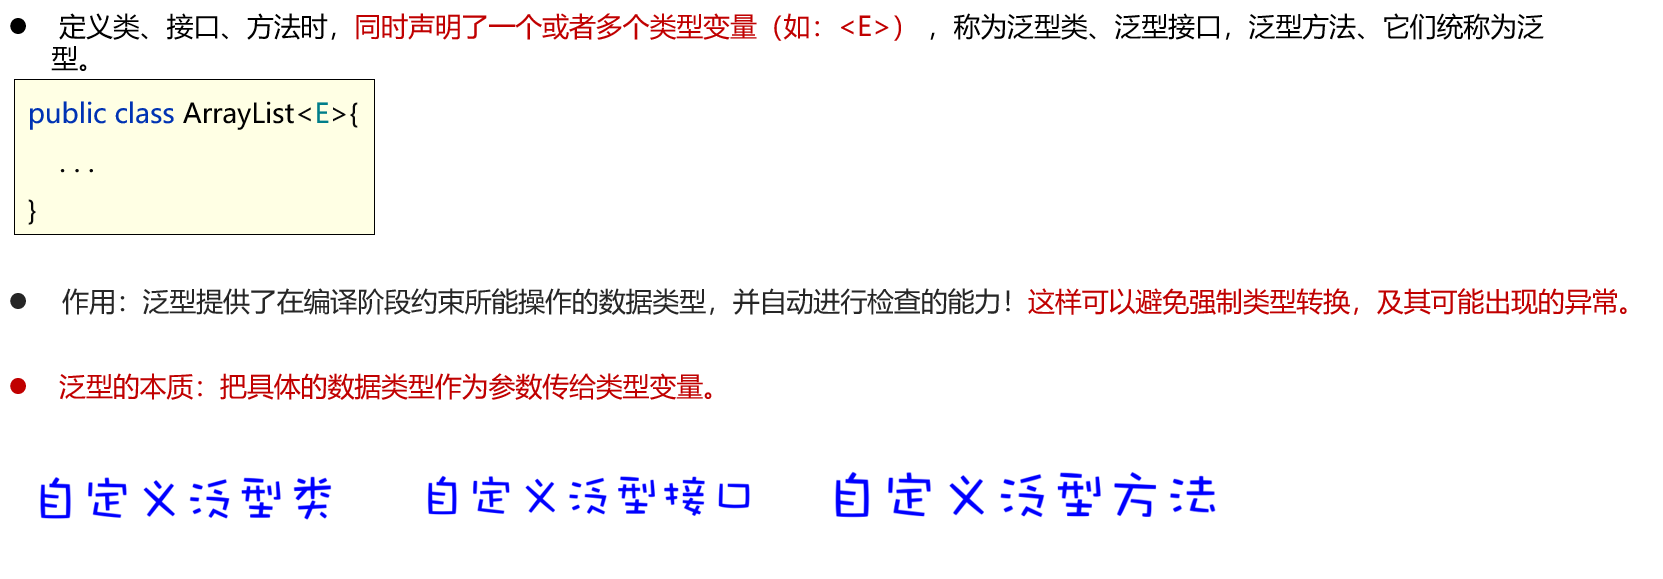 ● 定义类、接口、方法时，同时声明了一个或者多个类型变量（如：<E>），称为泛型类、泛型接口，泛型方法、它们统称为泛
型。
public class ArrayList<E>{
. . .
}
● 作用：泛型提供了在编译阶段约束所能操作的数据类型，并自动进行检查的能力！这样可以避免强制类型转换，及其可能出现的异常。
● 泛型的本质：把具体的数据类型作为参数传给类型变量。
自定义泛型类 自定义泛型接口 自定义泛型方法